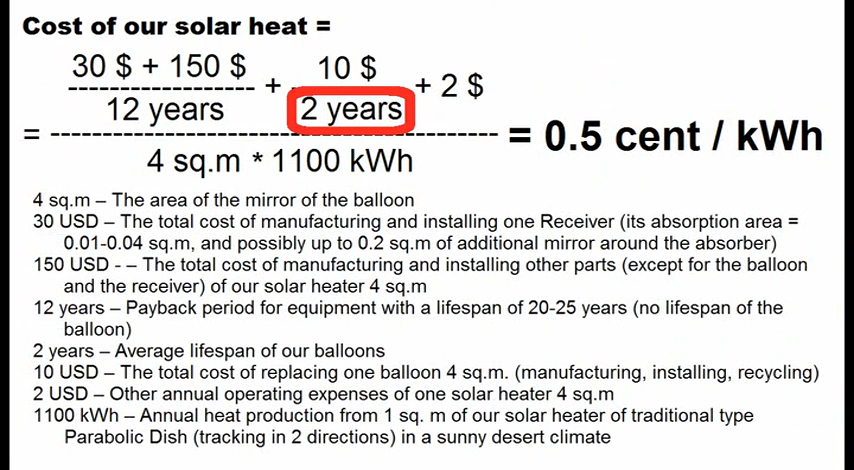 Cost of our solar heat =
30 $ + 150 $
------------------
12 years
+
10 $
2 years
+ 2 $
= ------------------------------------------- = 0.5 cent / kWh
4 sq.m * 1100 kWh
4 sq.m – The area of the mirror of the balloon
30 USD – The total cost of manufacturing and installing one Receiver (its absorption area =
0.01-0.04 sq.m, and possibly up to 0.2 sq.m of additional mirror around the absorber)
150 USD - – The total cost of manufacturing and installing other parts (except for the balloon
and the receiver) of our solar heater 4 sq.m
12 years – Payback period for equipment with a lifespan of 20-25 years (no lifespan of the
balloon)
2 years – Average lifespan of our balloons
10 USD – The total cost of replacing one balloon 4 sq.m. (manufacturing, installing, recycling)
2 USD – Other annual operating expenses of one solar heater 4 sq.m
1100 kWh – Annual heat production from 1 sq. m of our solar heater of traditional type
Parabolic Dish (tracking in 2 directions) in a sunny desert climate